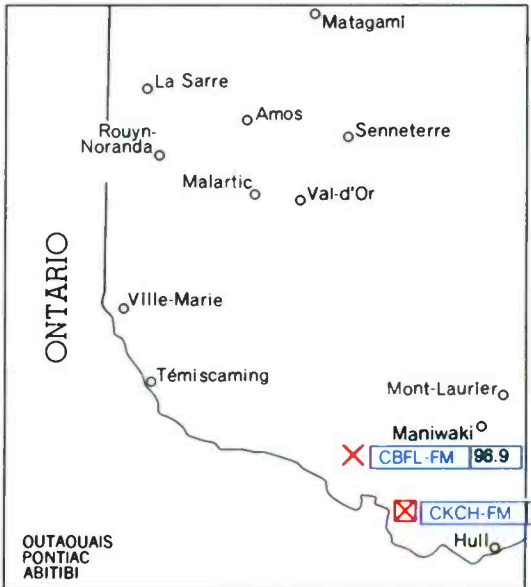 Matagami
La Sarre
Amos
Rouyn-
Noranda
Senneterre
Malartic
Val-d'Or
ONTARIO
Ville-Marie
Témiscaming
Mont-Laurier
Maniwaki
CBFL-FM 96.9
CKCH-FM
Hull
OUTAOUAIS
PONTIAC
ABITIBI